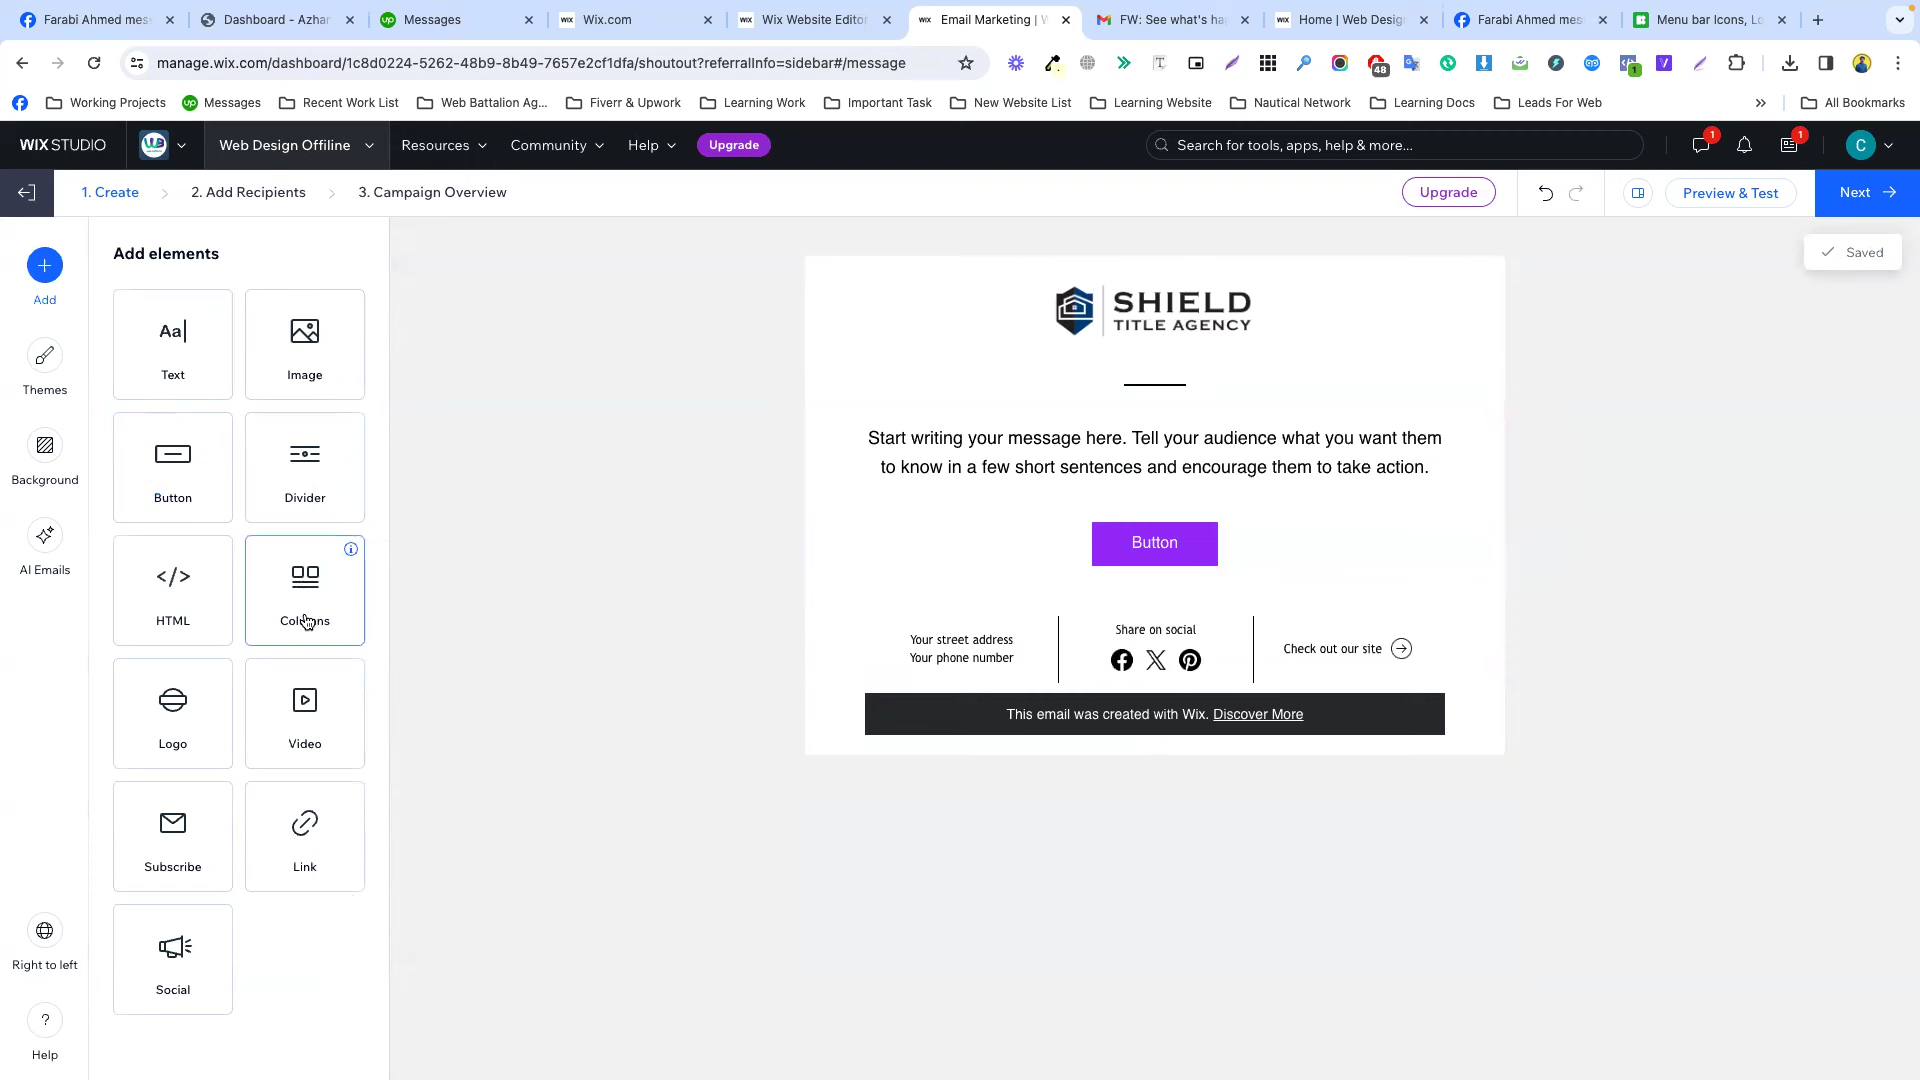 Farabi Ahmed mes
Dashboard - Azhar
Messages
Wix.com
Wix Website Editor
Email Marketing | W
FW: See what's ha
Home | Web Desig
Farabi Ahmed mes
Menu bar Icons, Lo
manage.wix.com/dashboard/1c8d0224-5262-48b9-8b49-7657e2cf1dfa/shoutout?referralInfo=sidebar#/message
48
1
Working Projects
Messages
Recent Work List
Web Battalion Ag...
Fiverr & Upwork
Learning Work
Important Task
New Website List
Learning Website
Nautical Network
Learning Docs
Leads For Web
All Bookmarks
WIX STUDIO
Web Design Offiline
Resources
Community
Help
Upgrade
Search for tools, apps, help & more...
1
1
C
1. Create
2. Add Recipients
3. Campaign Overview
Upgrade
Preview & Test
Next
Add
Themes
Background
AI Emails
Right to left
Help
Add elements
Text
Image
Button
Divider
HTML
Columns
Logo
Video
Subscribe
Link
Social
Saved
SHIELD
TITLE AGENCY
Start writing your message here. Tell your audience what you want them
to know in a few short sentences and encourage them to take action.
Button
Your street address
Your phone number
Share on social
Check out our site
This email was created with Wix. Discover More